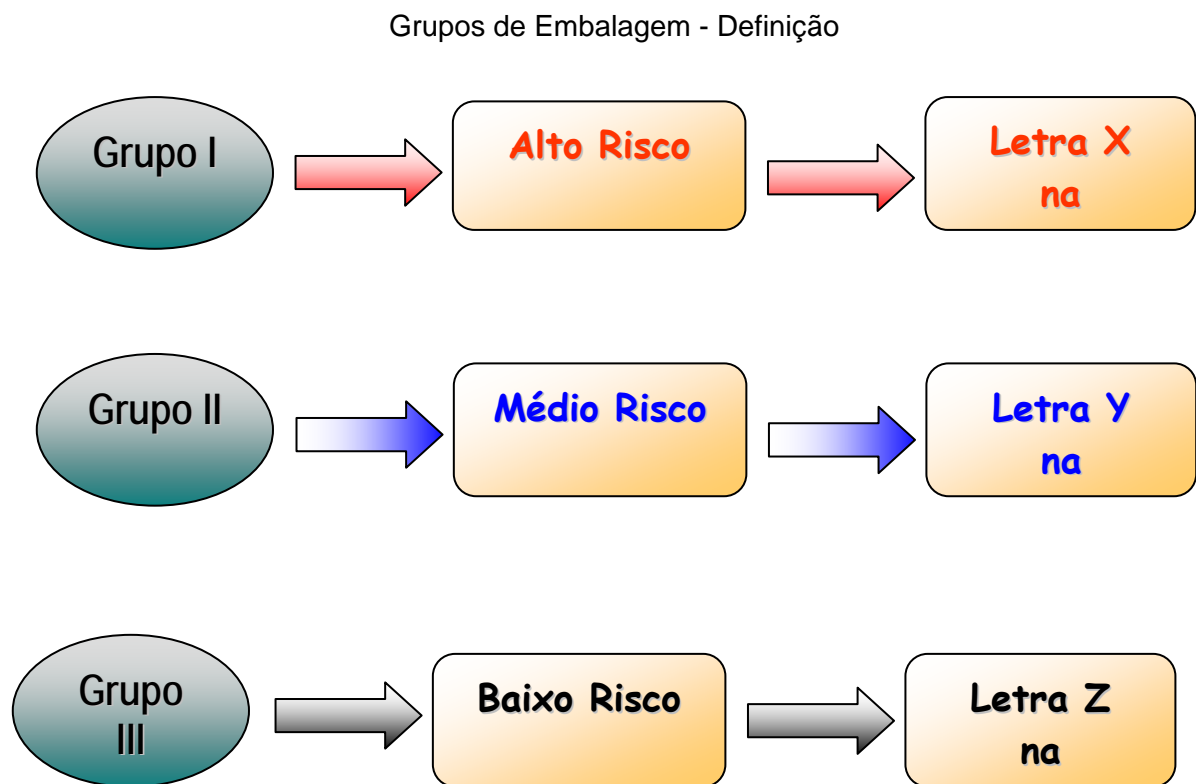 Grupos de Embalagem - Definição
Grupo I
Alto Risco
Letra X
na
Grupo II
Médio Risco
Letra Y
na
Grupo
III
Baixo Risco
Letra Z
na